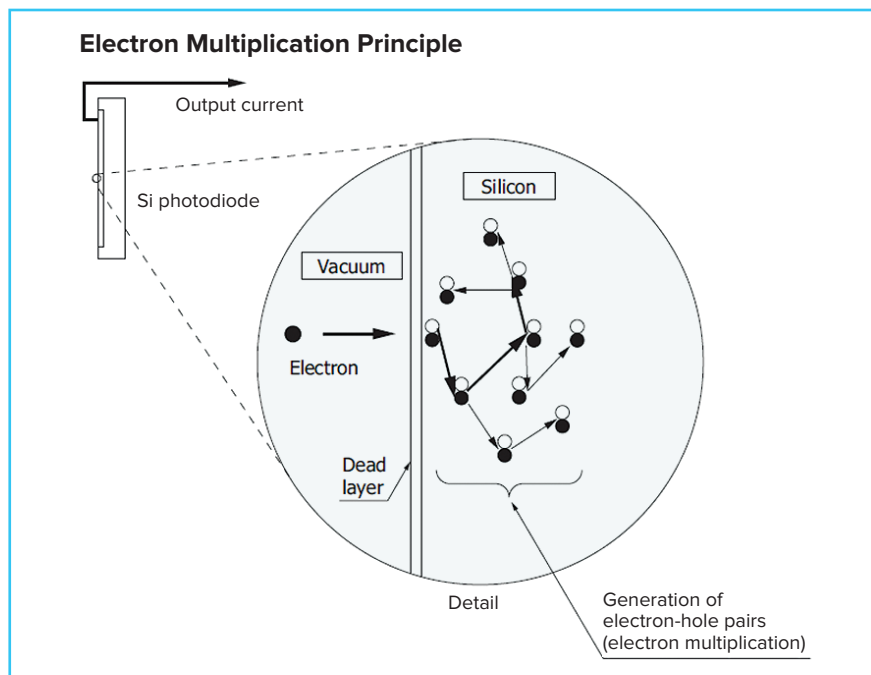 Electron Multiplication Principle
Output current
Si photodiode
Silicon
Vacuum
Electron
Dead
layer
Detail
Generation of
electron-hole pairs
(electron multiplication)